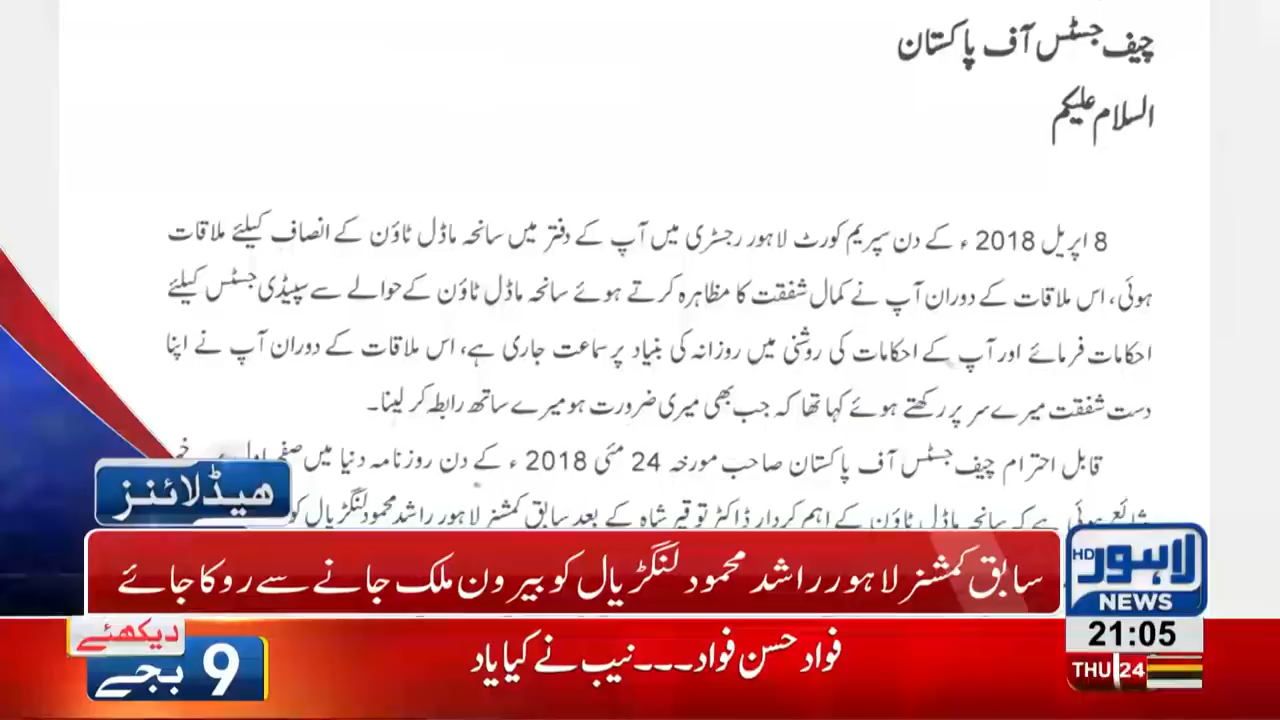 چیف جسٹس آف پاکستان
السلام علیکم
8 اپریل 2018ء کے دن سپریم کورٹ لاہور رجسٹری میں آپ کے دفتر میں سانحہ ماڈل ٹاؤن کے انصاف کیلئے ملاقات
ہوئی، اس ملاقات کے دوران آپ نے کمال شفقت کا مظاہرہ کرتے ہوئے سانحہ ماڈل ٹاؤن کے حوالے سے سپیڈی جسٹس کیلئے
احکامات فرمائے اور آپ کے احکامات کی روشنی میں روزانہ کی بنیاد پر سماعت جاری ہے، اس ملاقات کے دوران آپ نے اپنا
دست شفقت میرے سر پر رکھتے ہوئے کہا تھا کہ جب بھی میری ضرورت ہو میرے ساتھ رابطہ کر لینا۔
قابل احترام چیف جسٹس آف پاکستان صاحب مورخہ 24 مئی 2018ء کے دن روزنامہ دنیا میں
ہے کہ سانحہ ماڈل ٹاؤن کے اہم کردار ڈاکٹر توقیر شاہ کے بعد سابق کمشنر لاہور راشد محمود لنگڑیال کو
ھیڈلائنز
سابق کمشنر لاہور راشد محمود لنگڑیال کو بیرون ملک جانے سے روکا جائے
HD لاہور
NEWS
21:05
THU 24
دیکھئے
9 بجے
فواد حسن فواد۔۔۔نیب نے کیا یاد